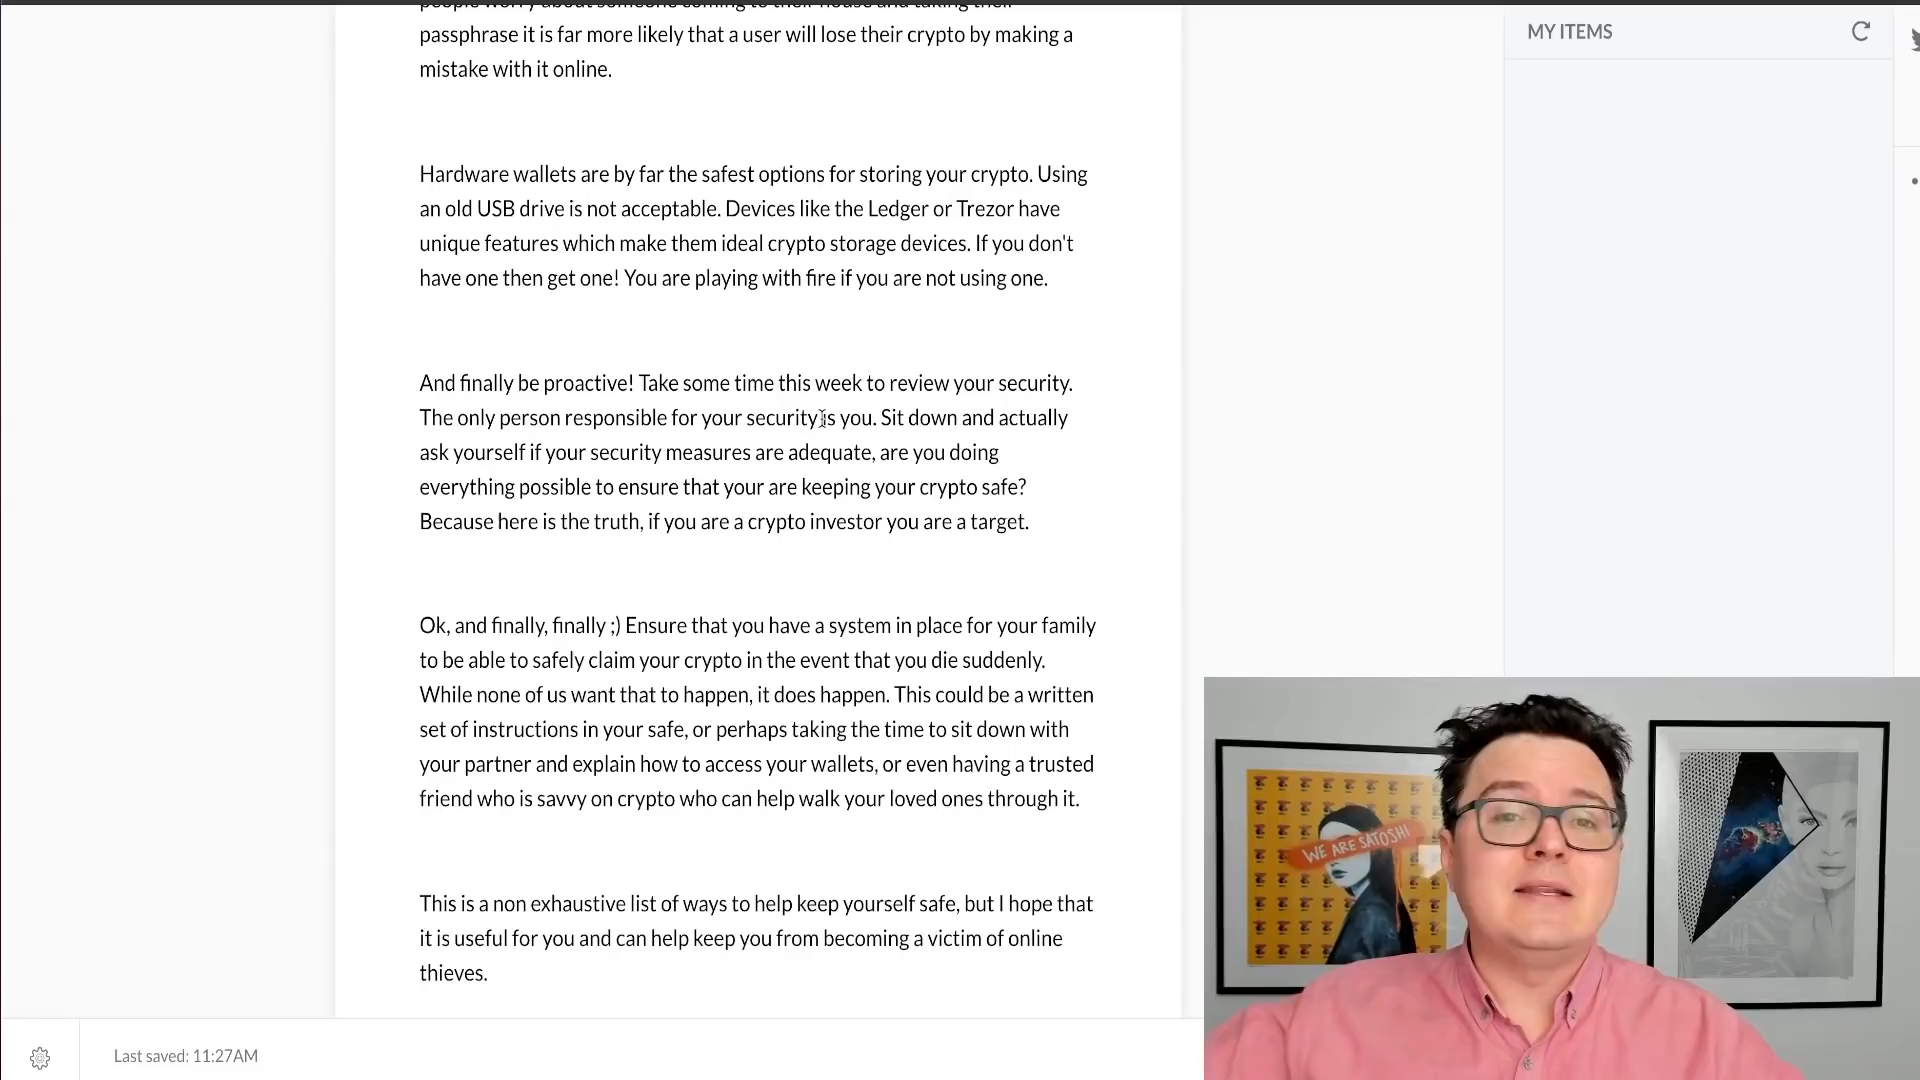 people worry about someone coming to their house and taking their
passphrase it is far more likely that a user will lose their crypto by making a
mistake with it online.
Hardware wallets are by far the safest options for storing your crypto. Using
an old USB drive is not acceptable. Devices like the Ledger or Trezor have
unique features which make them ideal crypto storage devices. If you don't
have one then get one! You are playing with fire if you are not using one.
And finally be proactive! Take some time this week to review your security.
The only person responsible for your security is you. Sit down and actually
ask yourself if your security measures are adequate, are you doing
everything possible to ensure that your are keeping your crypto safe?
Because here is the truth, if you are a crypto investor you are a target.
Ok, and finally, finally ;) Ensure that you have a system in place for your family
to be able to safely claim your crypto in the event that you die suddenly.
While none of us want that to happen, it does happen. This could be a written
set of instructions in your safe, or perhaps taking the time to sit down with
your partner and explain how to access your wallets, or even having a trusted
friend who is savvy on crypto who can help walk your loved ones through it.
This is a non exhaustive list of ways to help keep yourself safe, but I hope that
it is useful for you and can help keep you from becoming a victim of online
thieves.
Last saved: 11:27AM
MY ITEMS
WE ARE SATOSHI